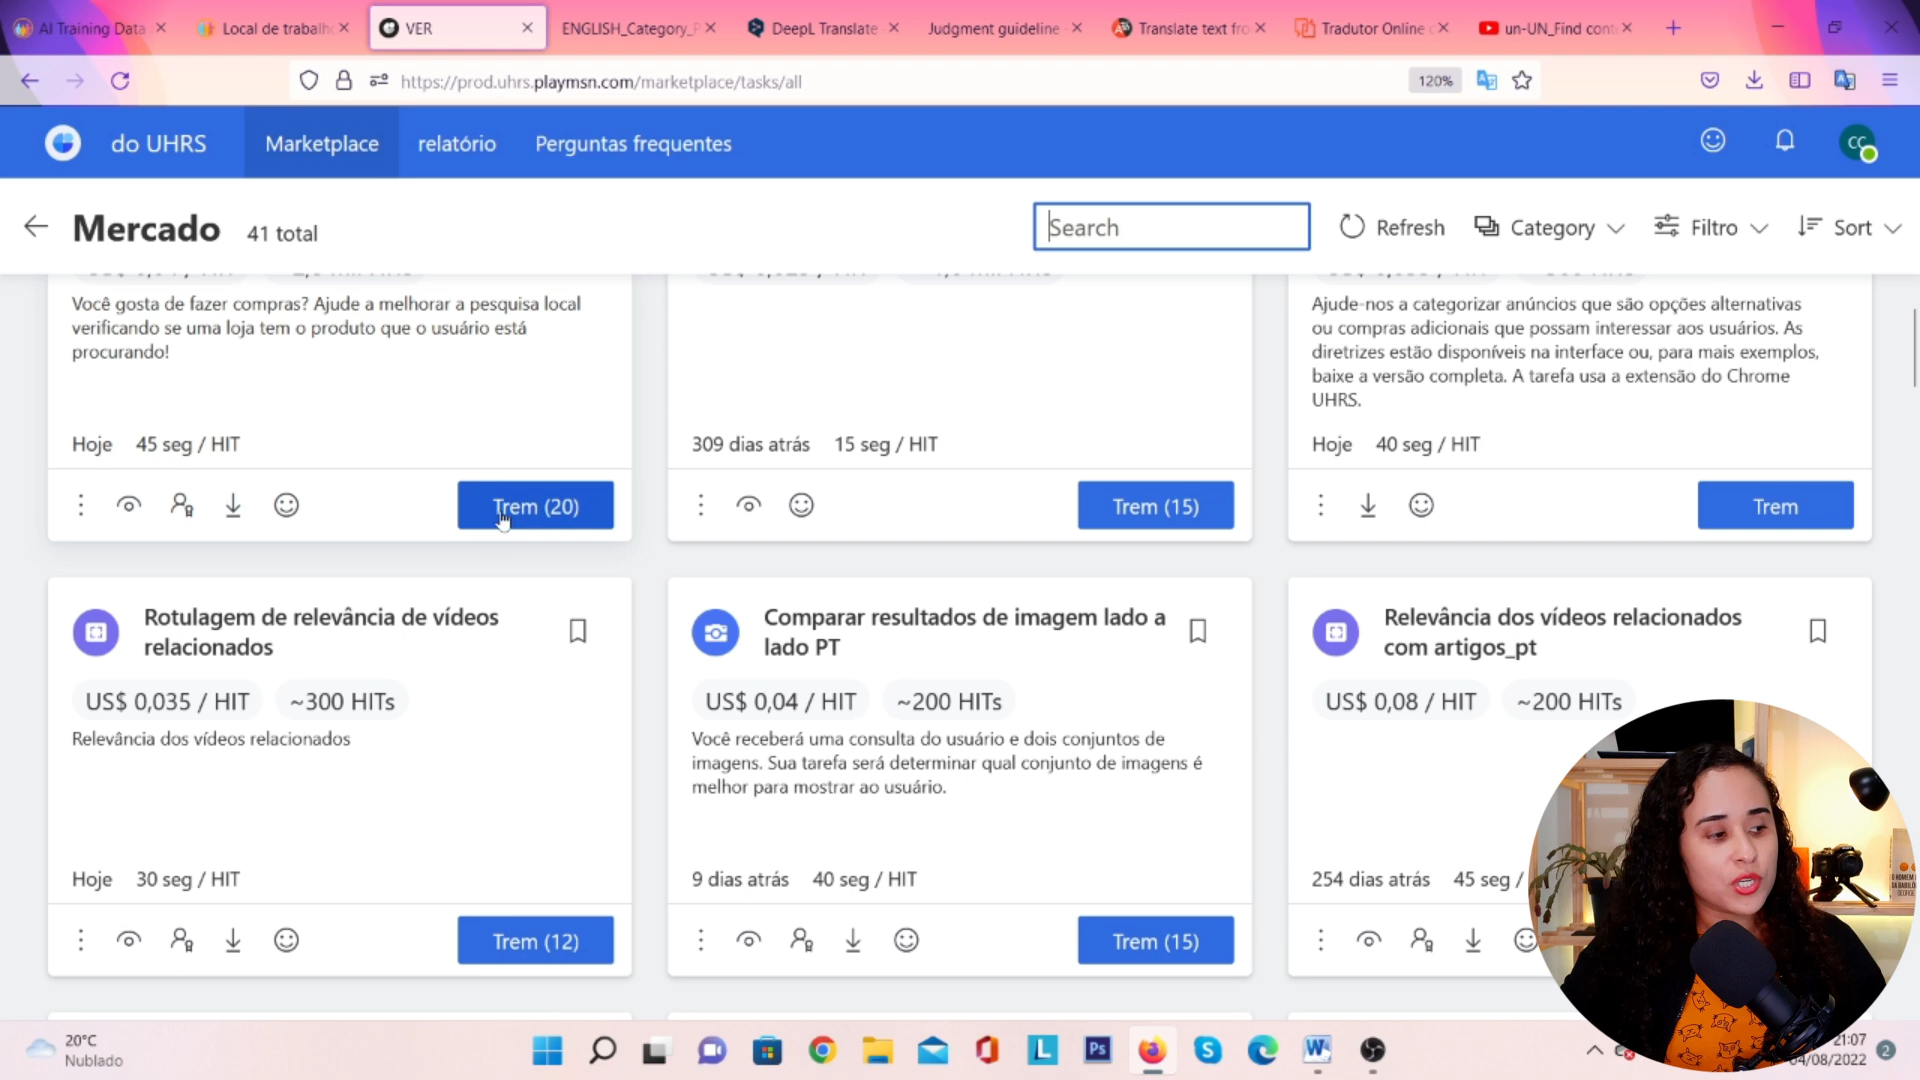 AI Training Data
Local de trabalho
VER
ENGLISH_Category_P
DeepL Translate
Judgment guideline
Translate text fro
Tradutor Online
un-UN_Find cont
https://prod.uhrs.playmsn.com/marketplace/tasks/all
120%
do UHRS
Marketplace
relatório
Perguntas frequentes
CC
Mercado
41 total
Search
Refresh
Category
Filtro
Sort
Você gosta de fazer compras? Ajude a melhorar a pesquisa local
verificando se uma loja tem o produto que o usuário está
procurando!
Hoje 45 seg / HIT
Trem (20)
309 dias atrás 15 seg / HIT
Trem (15)
Ajude-nos a categorizar anúncios que são opções alternativas
ou compras adicionais que possam interessar aos usuários. As
diretrizes estão disponíveis na interface ou, para mais exemplos,
baixe a versão completa. A tarefa usa a extensão do Chrome
UHRS.
Hoje 40 seg / HIT
Trem
Rotulagem de relevância de vídeos
relacionados
US$ 0,035 / HIT ~300 HITs
Relevância dos vídeos relacionados
Hoje 30 seg / HIT
Trem (12)
Comparar resultados de imagem lado a
lado PT
US$ 0,04 / HIT ~200 HITs
Você receberá uma consulta do usuário e dois conjuntos de
imagens. Sua tarefa será determinar qual conjunto de imagens é
melhor para mostrar ao usuário.
9 dias atrás 40 seg / HIT
Trem (15)
Relevância dos vídeos relacionados
com artigos_pt
US$ 0,08 / HIT ~200 HITs
254 dias atrás 45 seg /
20°C
Nublado
L
Ps
S
W
21:07
04/08/2022
2